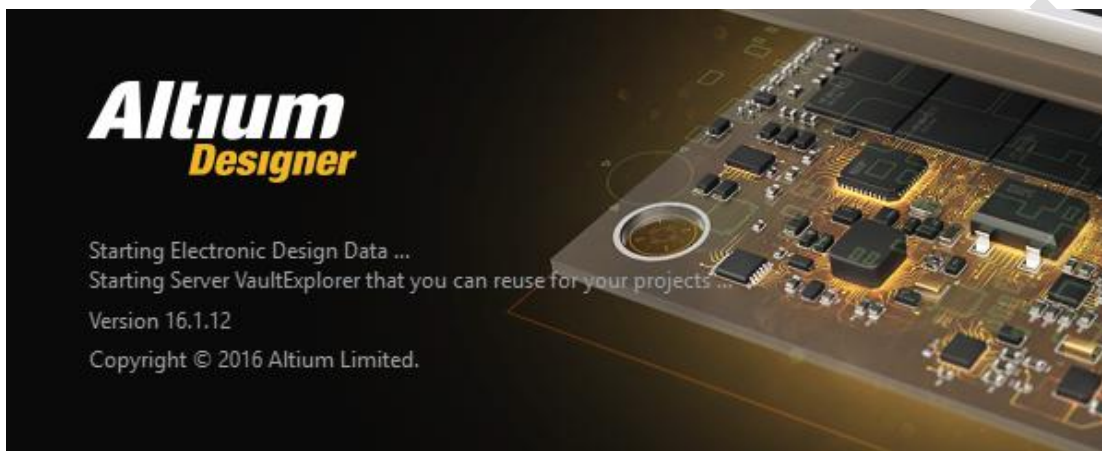 Altium
Designer
Starting Electronic Design Data ...
Starting Server VaultExplorer that you can reuse for your projects ...
Version 16.1.12
Copyright © 2016 Altium Limited.